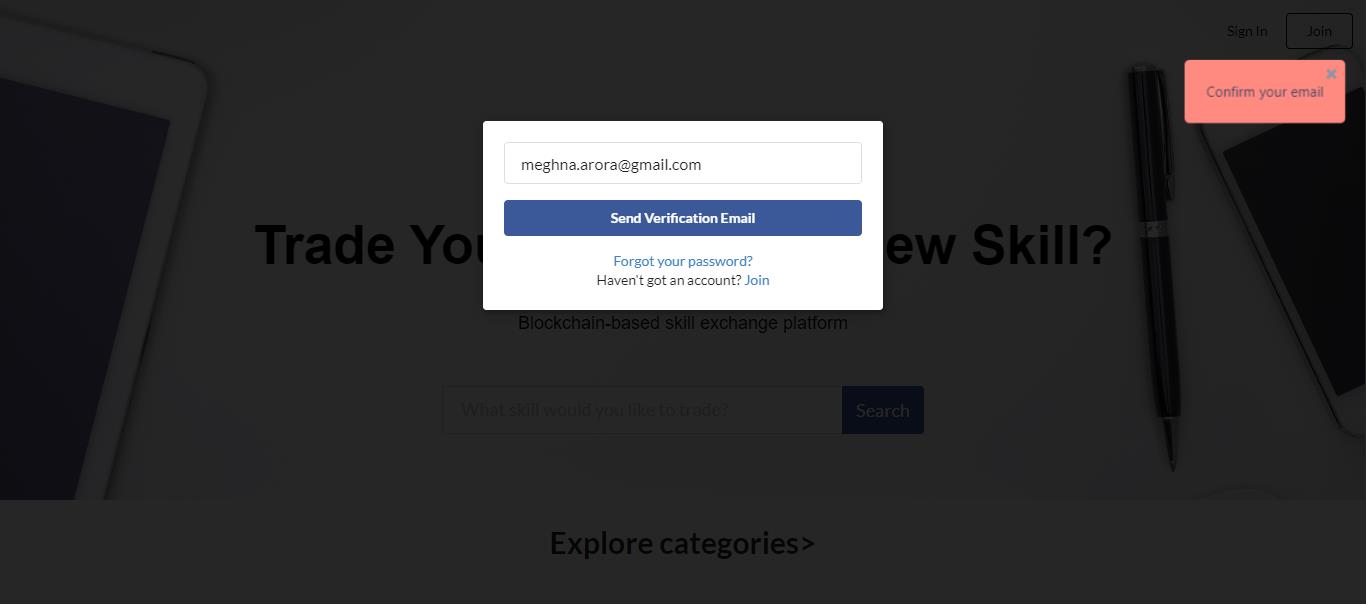 Sign In
Join
Confirm your email
meghna.arora@gmail.com
Send Verification Email
Trade You ew Skill?
Forgot your password?
Haven't got an account? Join
Blockchain-based skill exchange platform
What skill would you like to trade?
Search
Explore categories>